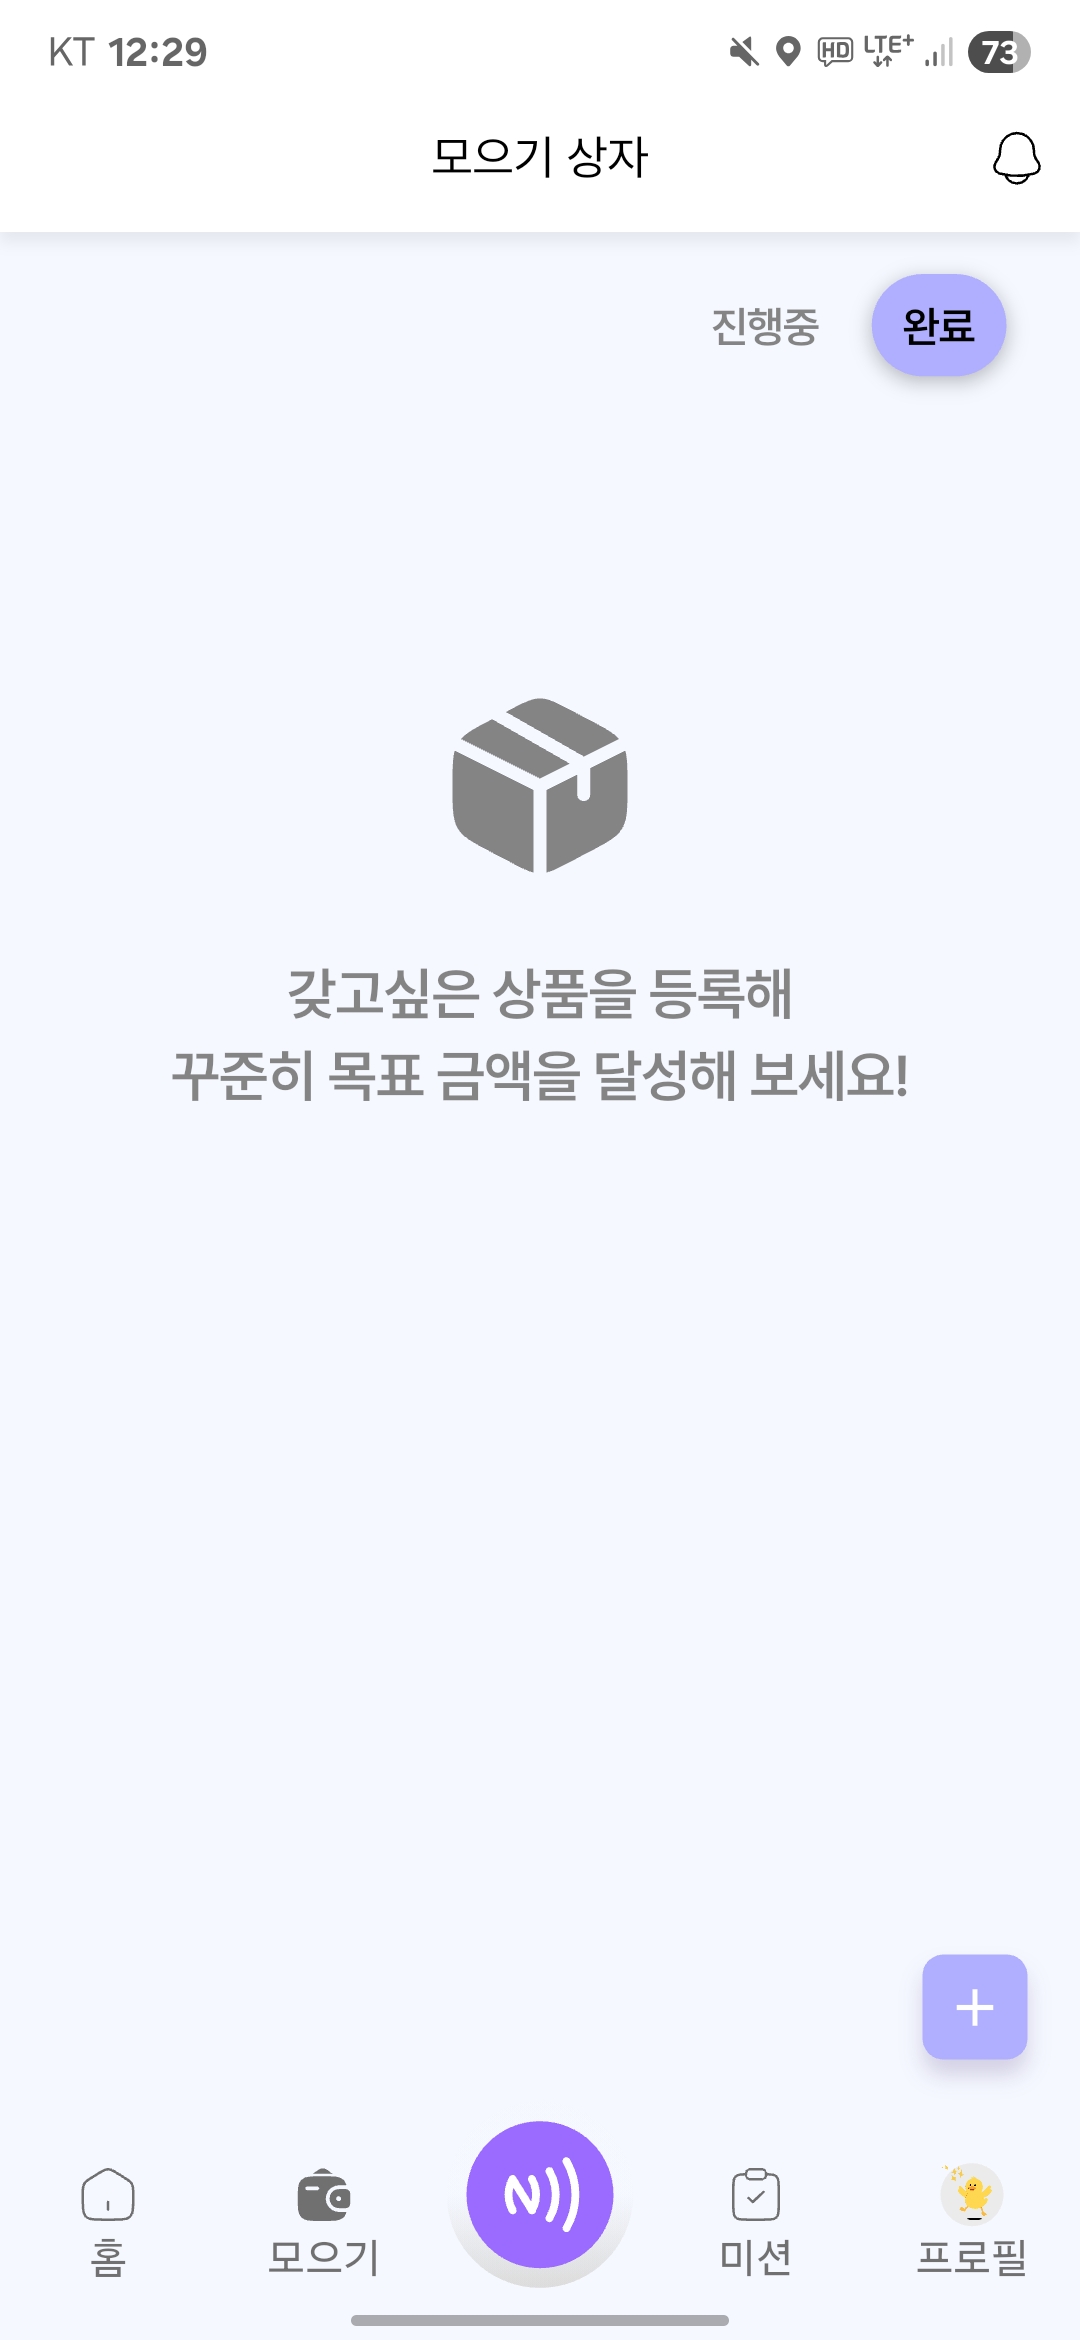 KT 12:29
HD LTE+ 73
모으기 상자
진행중 완료
갖고싶은 상품을 등록해
꾸준히 목표 금액을 달성해 보세요!
홈 모으기 미션 프로필